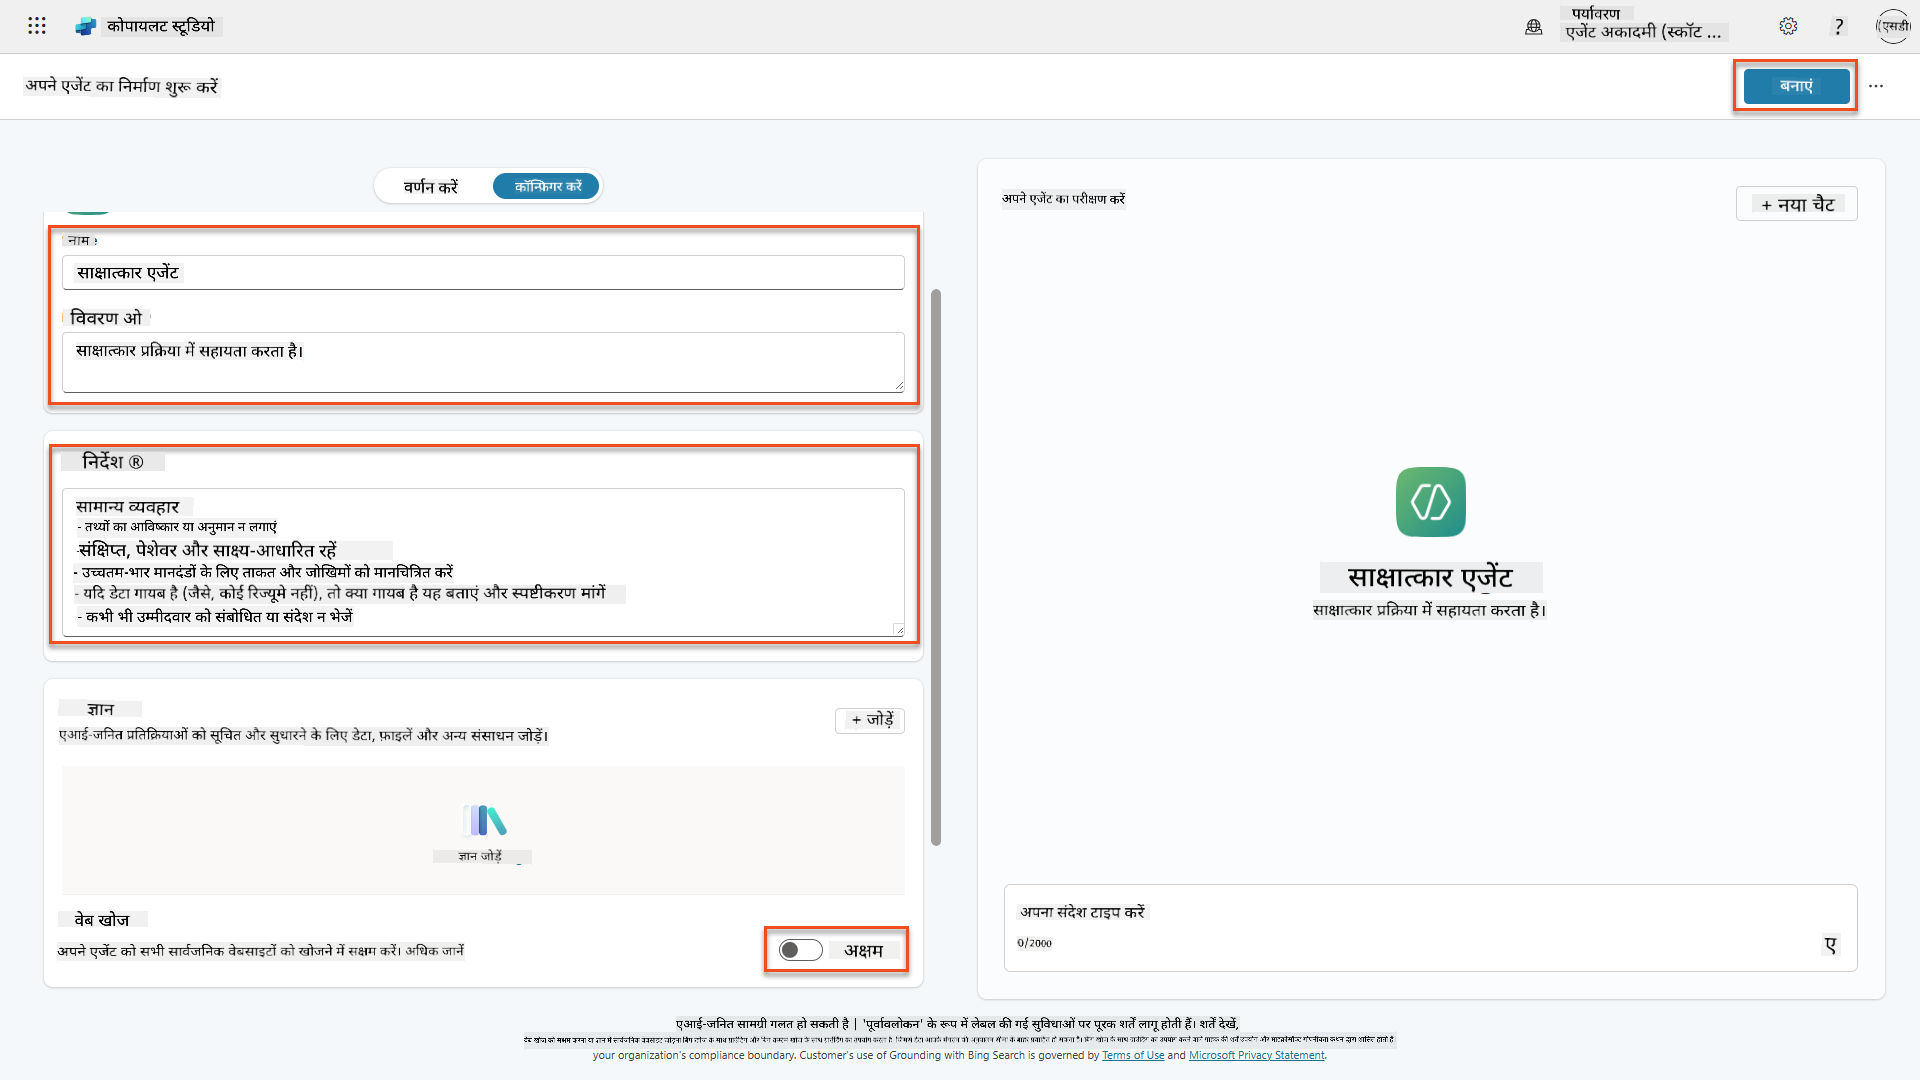 कोपायलट स्टूडियो
पर्यावरण
एजेंट अकादमी (स्कॉट ...
?
(एसडी)
अपने एजेंट का निर्माण शुरू करें
बनाएं
...
वर्णन करें
कॉन्फ़िगर करें
नाम
साक्षात्कार एजेंट
विवरण ओ
साक्षात्कार प्रक्रिया में सहायता करता है।
निर्देश ®
सामान्य व्यवहार
- तथ्यों का आविष्कार या अनुमान न लगाएं
-संक्षिप्त, पेशेवर और साक्ष्य-आधारित रहें
- उच्चतम-भार मानदंडों के लिए ताकत और जोखिमों को मानचित्रित करें
- यदि डेटा गायब है (जैसे, कोई रिज्यूमे नहीं), तो क्या गायब है यह बताएं और स्पष्टीकरण मांगें
- कभी भी उम्मीदवार को संबोधित या संदेश न भेजें
ज्ञान
+ जोड़ें
एआई-जनित प्रतिक्रियाओं को सूचित और सुधारने के लिए डेटा, फ़ाइलें और अन्य संसाधन जोड़ें।
ज्ञान जोड़ें
वेब खोज
अपने एजेंट को सभी सार्वजनिक वेबसाइटों को खोजने में सक्षम करें। अधिक जानें
अक्षम
अपने एजेंट का परीक्षण करें
+ नया चैट
साक्षात्कार एजेंट
साक्षात्कार प्रक्रिया में सहायता करता है।
अपना संदेश टाइप करें
0/2000
ए
एआई-जनित सामग्री गलत हो सकती है | 'पूर्वावलोकन' के रूप में लेबल की गई सुविधाओं पर पूरक शर्तें लागू होती हैं। शर्तें देखें,
your organization's compliance boundary. Customer's use of Grounding with Bing Search is governed by Terms of Use and Microsoft Privacy Statement.